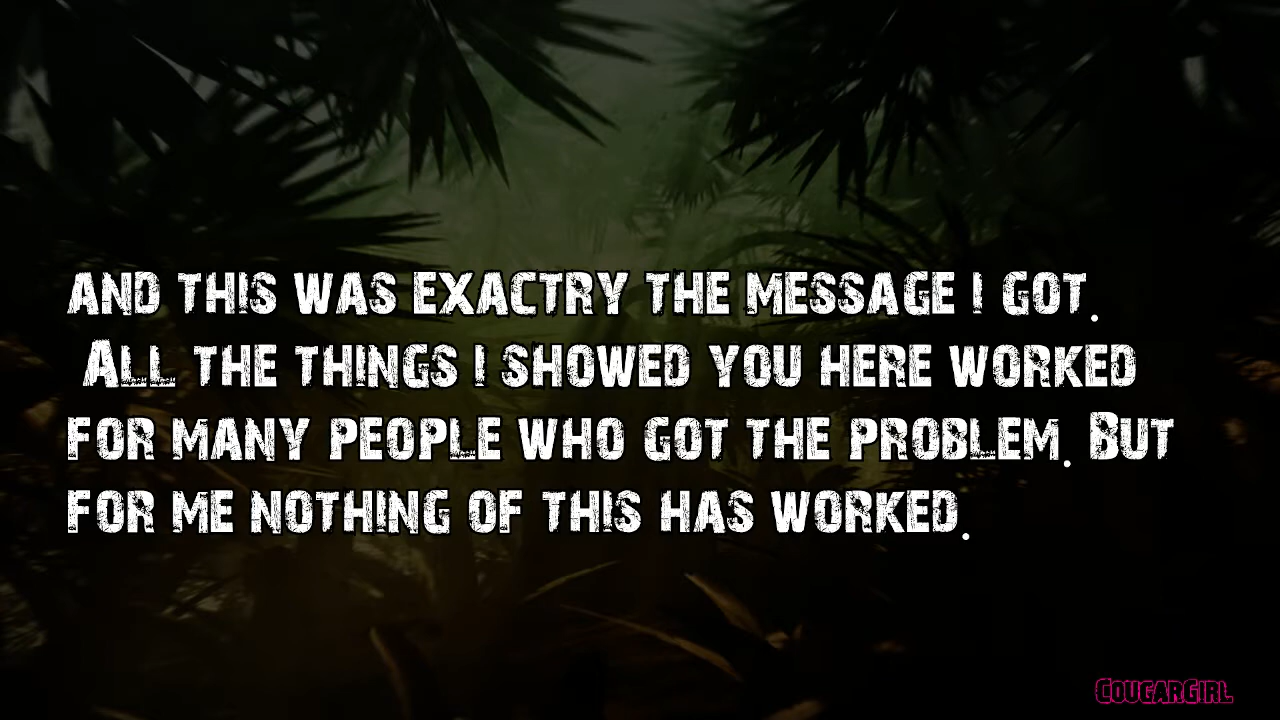 and this was exactry the message I got.
All the things I showed you here worked
for many people who got the problem. But
for me nothing of this has worked.
CougarGirl